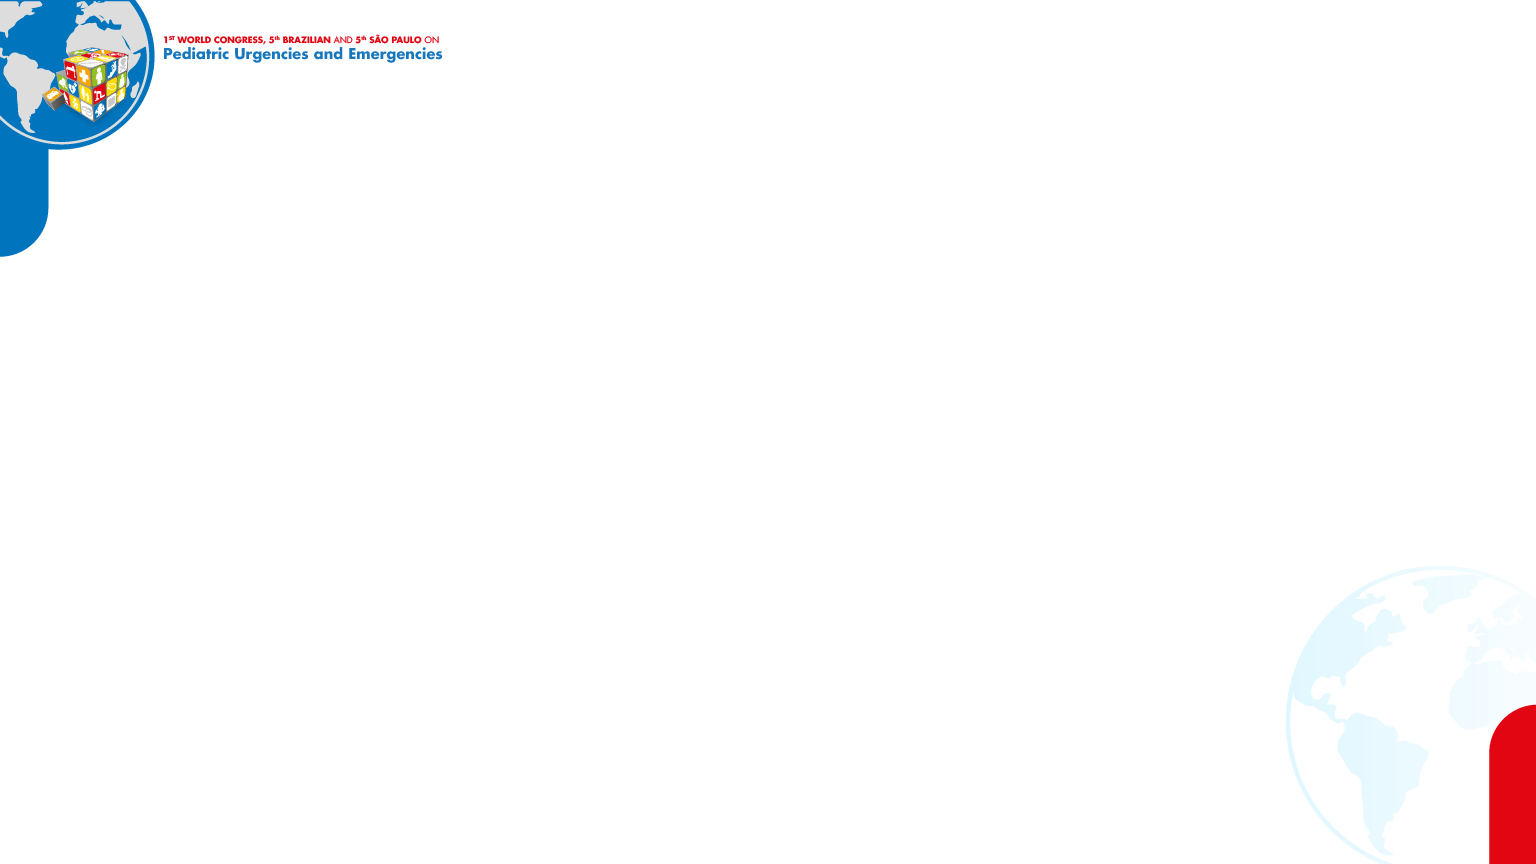 1ST WORLD CONGRESS, 5th BRAZILIAN AND 5th SÃO PAULO ON
Pediatric Urgencies and Emergencies